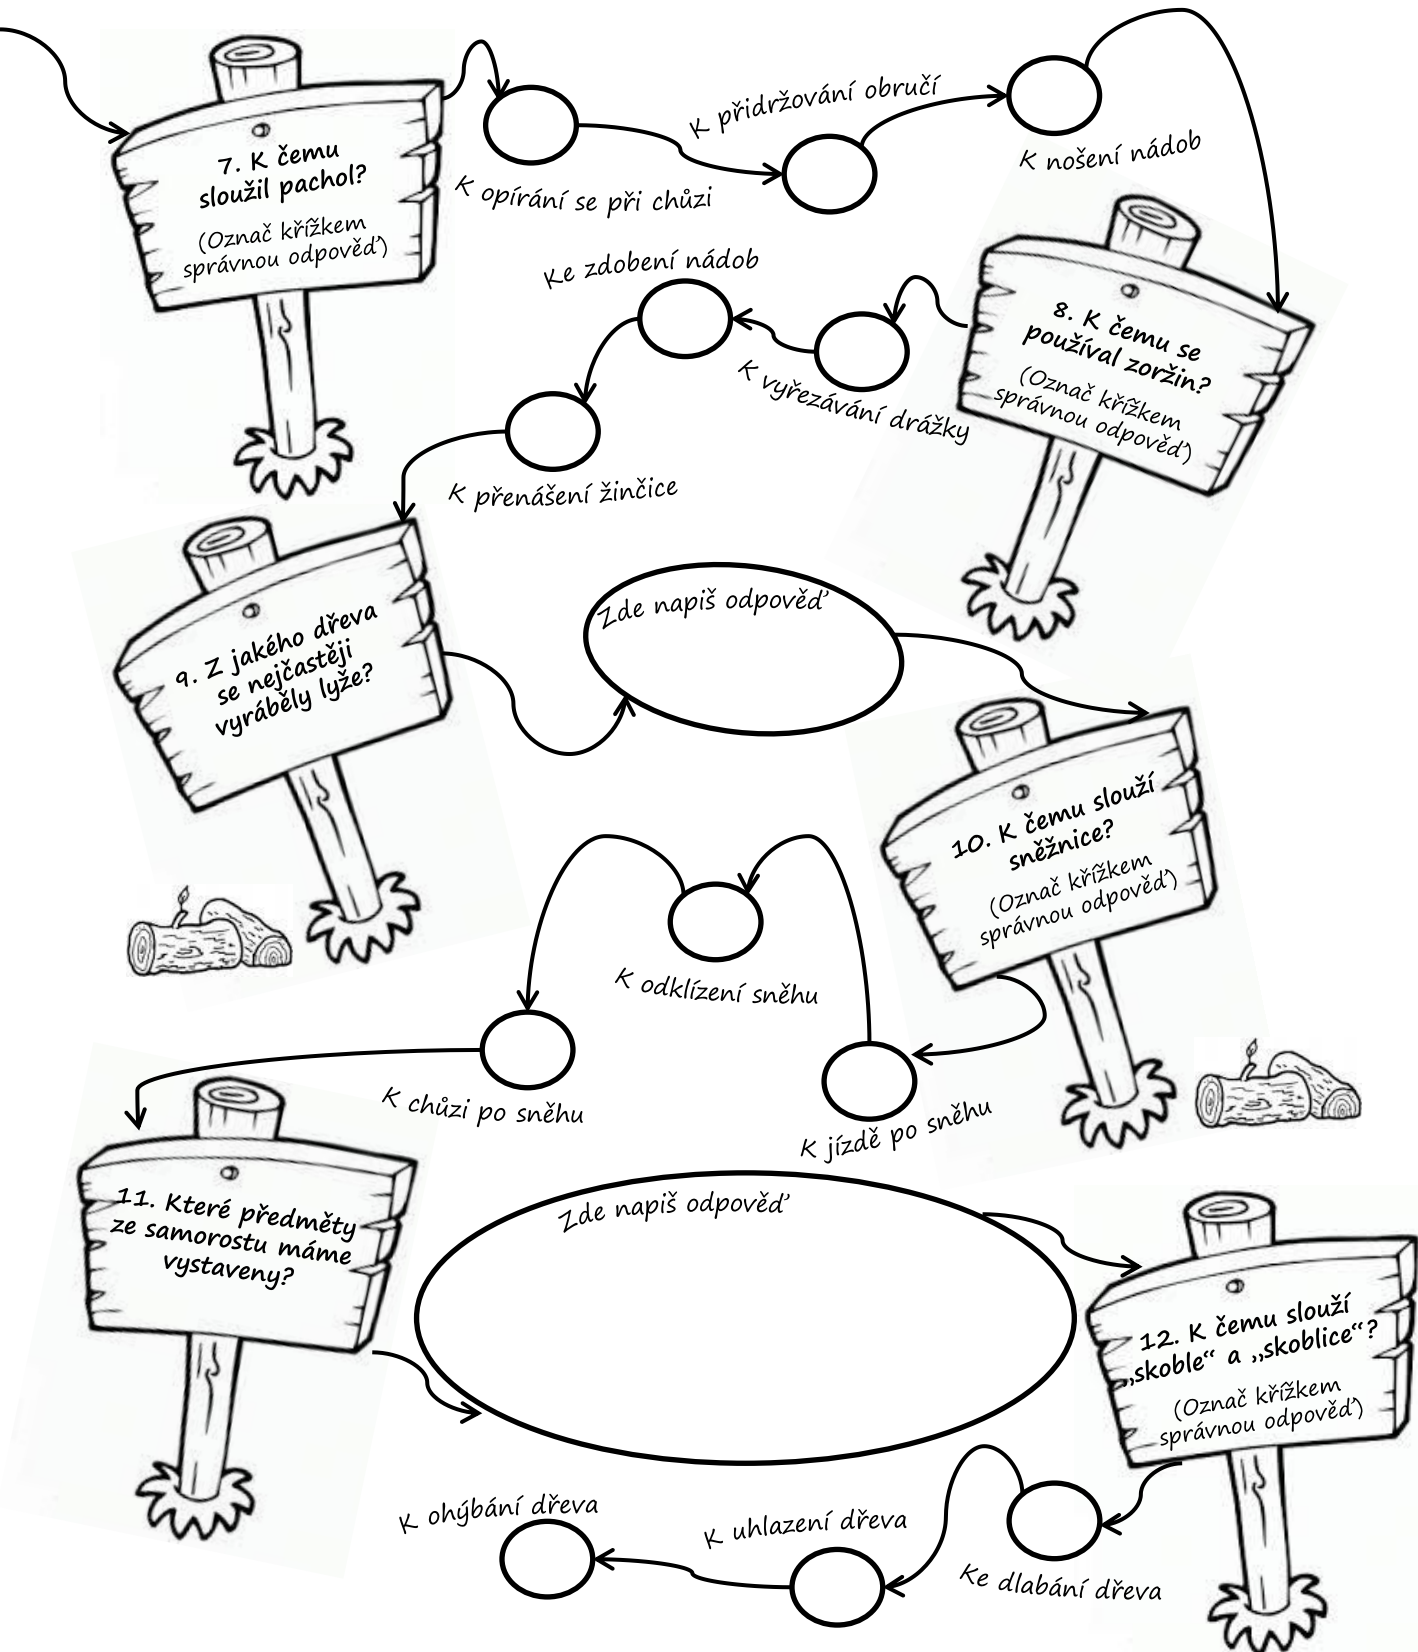 7. K čemu
sloužil pachol?
(Označ křížkem
správnou odpověď)
K opírání se při chůzi
K přidržování obručí
K nošení nádob
8. K čemu se
používal zoržin?
(Označ křížkem
správnou odpověď)
K vyřezávání drážky
Ke zdobení nádob
K přenášení žinčice
9. Z jakého dřeva
se nejčastěji
vyráběly lyže?
Zde napiš odpověď
10. K čemu slouží
sněžnice?
(Označ křížkem
správnou odpověď)
K jízdě po sněhu
K odklízení sněhu
K chůzi po sněhu
11. Které předměty
ze samorostu máme
vystaveny?
Zde napiš odpověď
12. K čemu slouží
„skoble“ a „skoblice“?
(Označ křížkem
správnou odpověď)
Ke dlabání dřeva
K uhlazení dřeva
K ohýbání dřeva